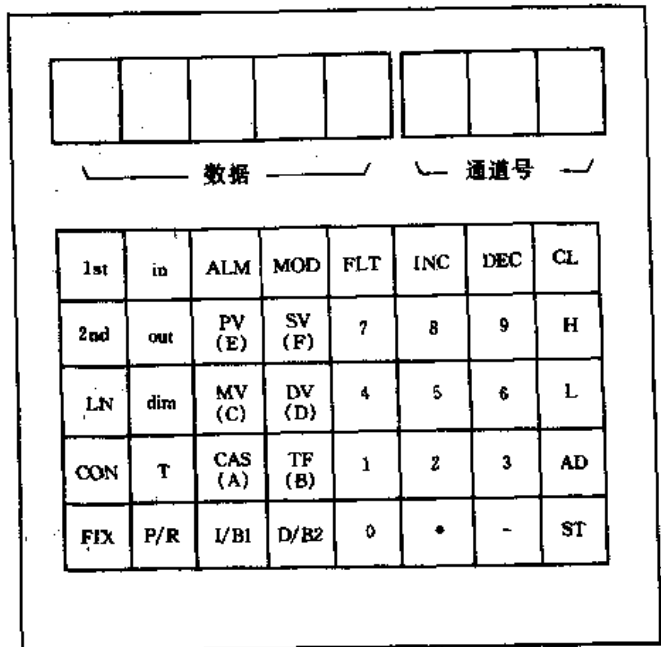 数据 通道号
1st in ALM MOD FLT INC DEC CL
2nd out PV (E) SV (F) 7 8 9 H
LN dim MV (C) DV (D) 4 5 6 L
CON T CAS (A) TF (B) 1 2 3 AD
FIX P/R I/B1 D/B2 0 • - ST